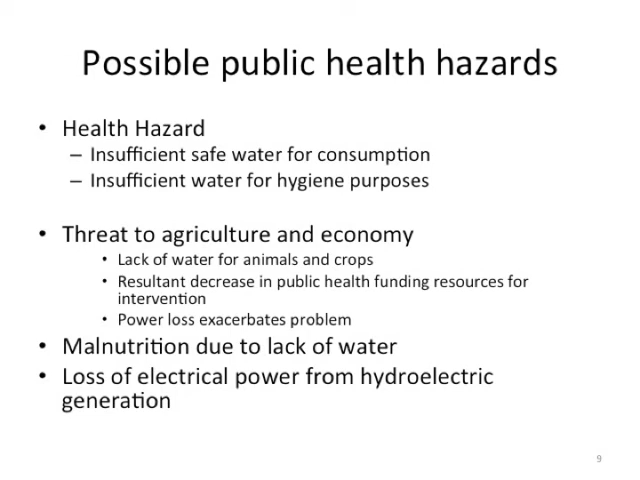 Possible public health hazards
• Health Hazard
– Insufficient safe water for consumption
– Insufficient water for hygiene purposes
• Threat to agriculture and economy
• Lack of water for animals and crops
• Resultant decrease in public health funding resources for
intervention
• Power loss exacerbates problem
• Malnutrition due to lack of water
• Loss of electrical power from hydroelectric
generation
9